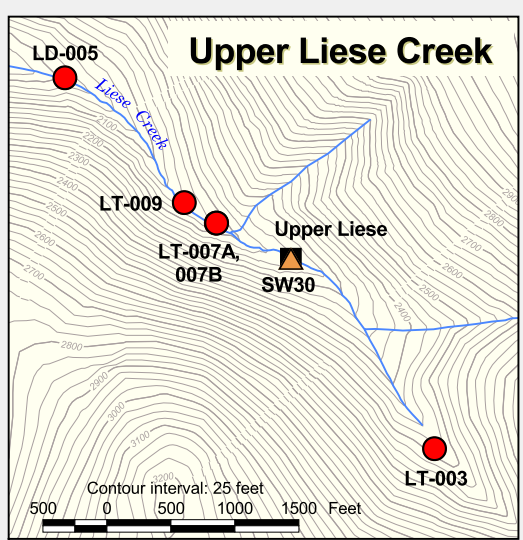 Upper Liese Creek
LD-005
Liese Creek
2100
2200
2300
2400
2500
2600
2700
LT-009
LT-007A,
007B
Upper Liese
SW30
2800
2700
2600
2500
2400
2800
2900
3000
3100
3200
LT-003
Contour interval: 25 feet
500 0 500 1000 1500 Feet